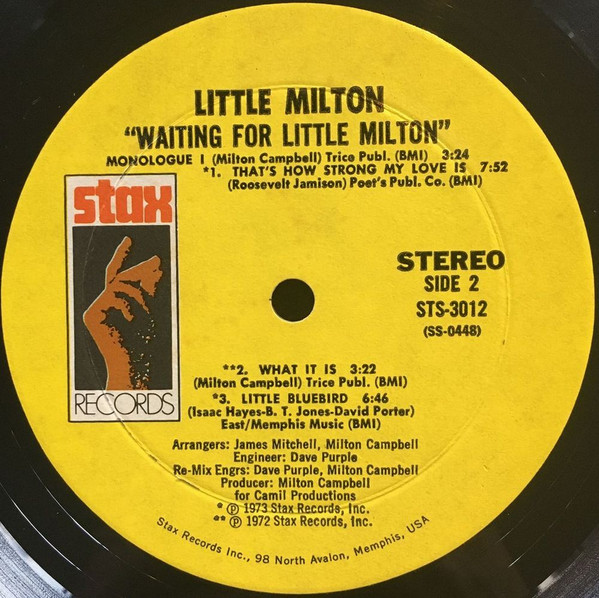 LITTLE MILTON
"WAITING FOR LITTLE MILTON"
MONOLOGUE I (Milton Campbell) Trice Publ. (BMI) 3:24
*1. THAT'S HOW STRONG MY LOVE IS 7:52
(Roosevelt Jamison) Poet's Publ. Co. (BMI)
stax
RECORDS
STEREO
SIDE 2
STS-3012
(SS-0448)
**2. WHAT IT IS 3:22
(Milton Campbell) Trice Publ. (BMI)
*3. LITTLE BLUEBIRD 6:46
(Isaac Hayes-B. T. Jones-David Porter)
East/Memphis Music (BMI)
Arrangers: James Mitchell, Milton Campbell
Engineer: Dave Purple
Re-Mix Engrs: Dave Purple, Milton Campbell
Producer: Milton Campbell
for Camil Productions
* ℗ 1973 Stax Records, Inc.
** ℗ 1972 Stax Records, Inc.
Stax Records Inc., 98 North Avalon, Memphis, USA